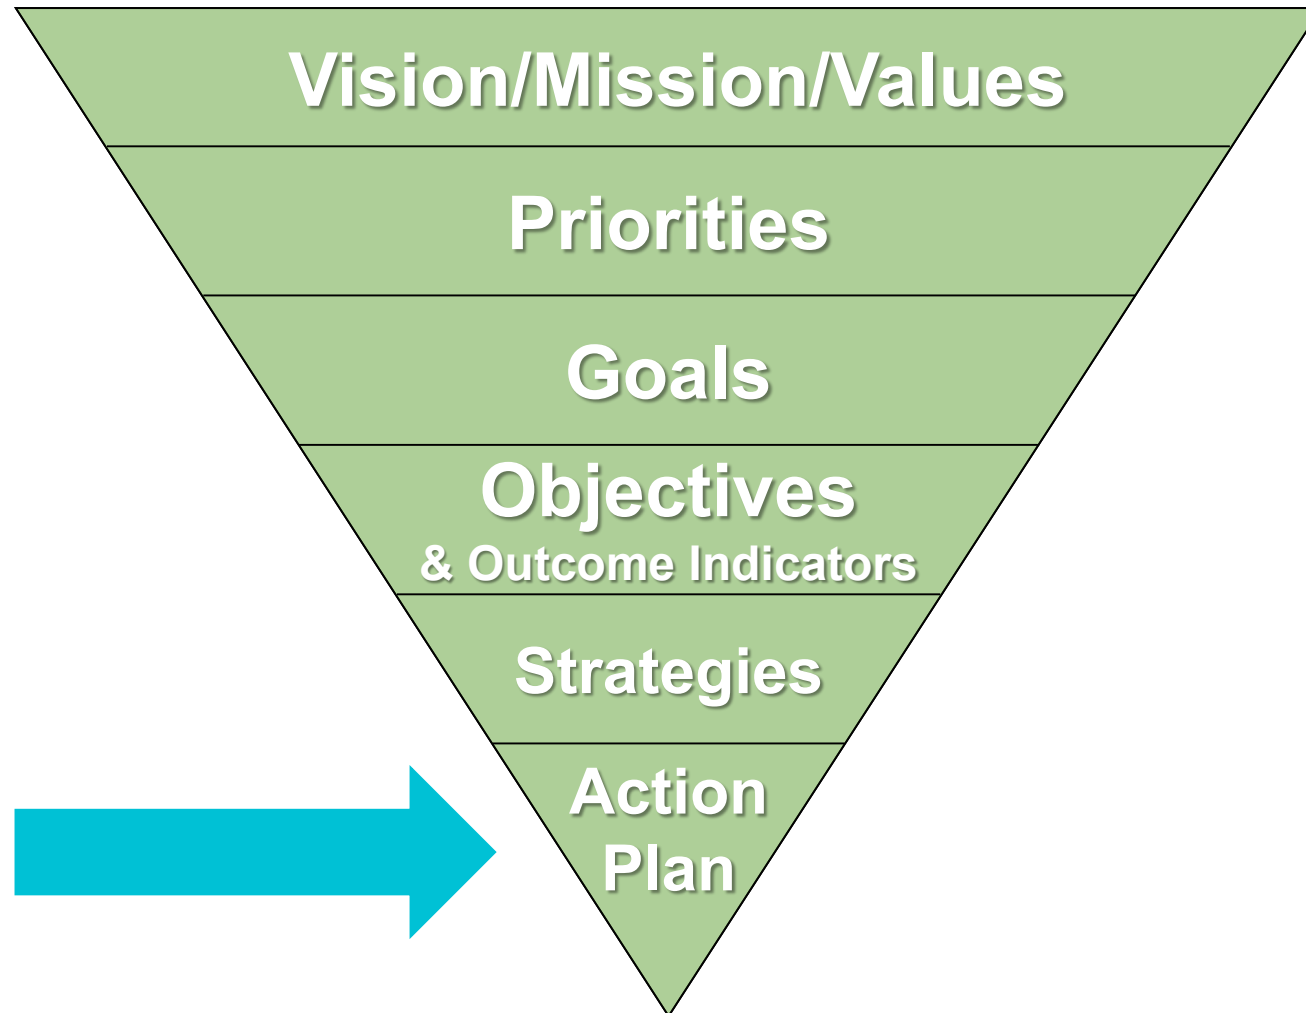 Vision/Mission/Values
Priorities
Goals
Objectives
& Outcome Indicators
Strategies
Action
Plan